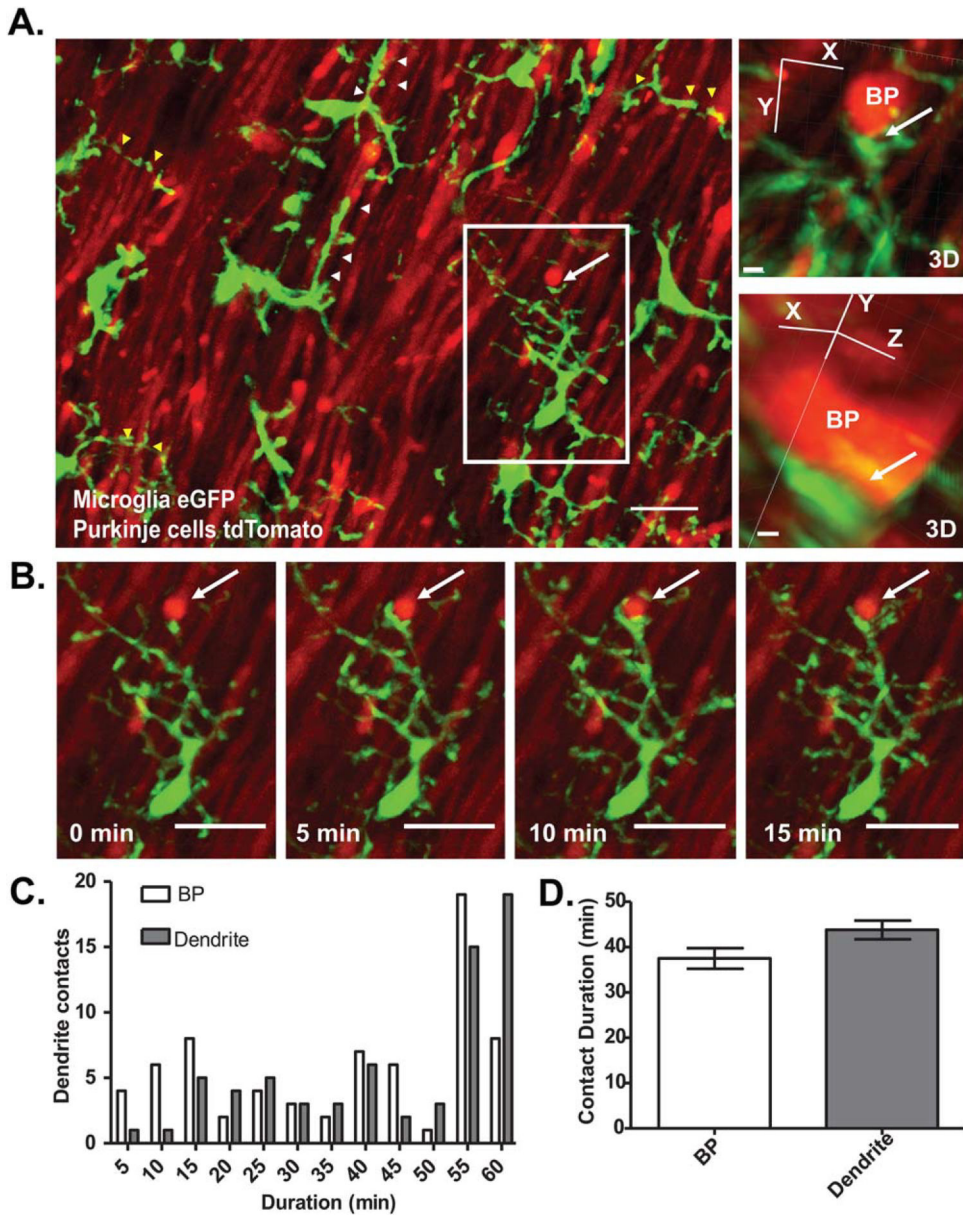 A.
Microglia eGFP
Purkinje cells tdTomato
X
Y
BP
3D
X
Y
Z
BP
3D
B.
0 min
5 min
10 min
15 min
C.
20
15
10
5
0
BP
Dendrite
Dendrite contacts
5
10
15
20
25
30
35
40
45
50
55
60
Duration (min)
D.
50
40
30
20
10
0
Contact Duration (min)
BP
Dendrite